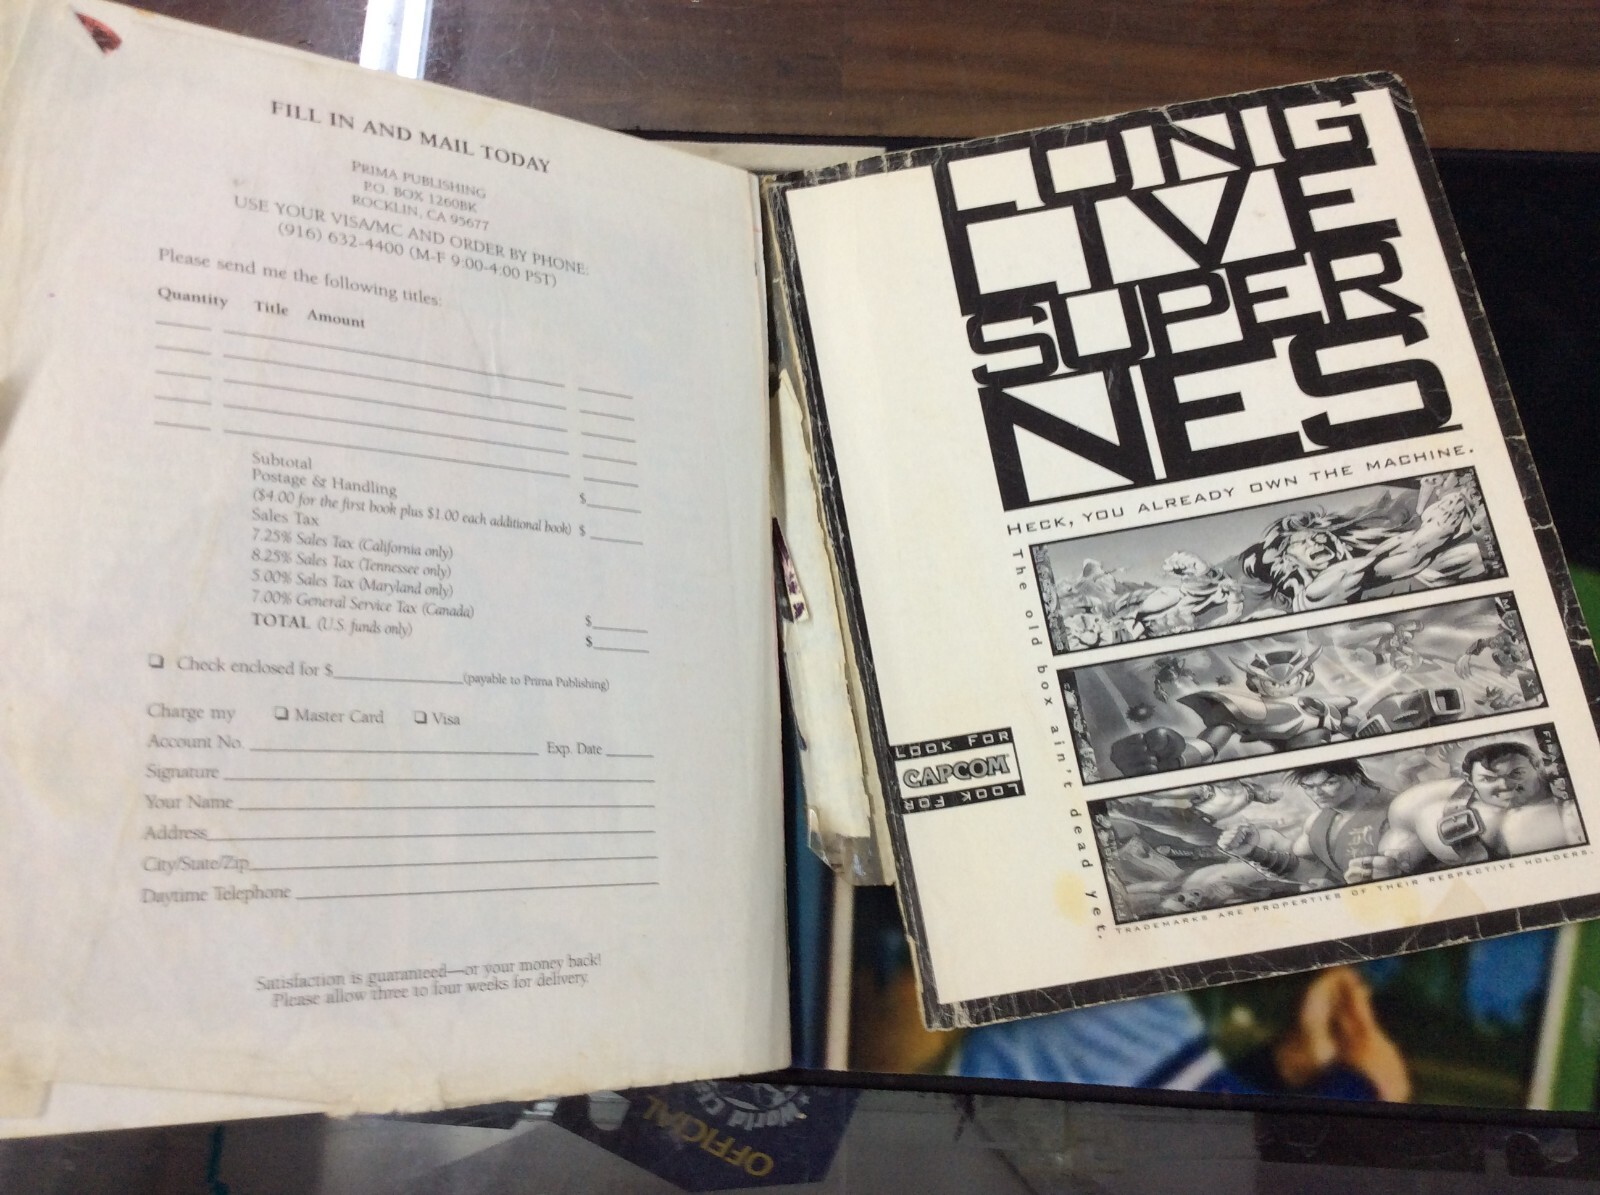 FILL IN AND MAIL TODAY
PRIMA PUBLISHING
P.O. BOX 1260BK
ROCKLIN, CA 95677
USE YOUR VISA/MC AND ORDER BY PHONE:
(916) 632-4400 (M-F 9:00-4:00 PST)
Please send me the following titles:
Quantity Title Amount
Subtotal
Postage & Handling $
($4.00 for the first book plus $1.00 each additional book) $
Sales Tax
7.25% Sales Tax (California only)
8.25% Sales Tax (Tennessee only)
5.00% Sales Tax (Maryland only)
7.00% General Service Tax (Canada) $
TOTAL (U.S. funds only) $
❏ Check enclosed for $ (payable to Prima Publishing)
Charge my ❏ Master Card ❏ Visa
Account No. Exp. Date
Signature
Your Name
Address
City/State/Zip
Daytime Telephone
Satisfaction is guaranteed—or your money back!
Please allow three to four weeks for delivery.
LONG
LIVE
SUPER
NES
HECK, YOU ALREADY OWN THE MACHINE.
The old box ain't dead yet.
LOOK FOR
CAPCOM
LOOK FOR
TRADEMARKS ARE PROPERTIES OF THEIR RESPECTIVE HOLDERS.
OFFICIAL
World